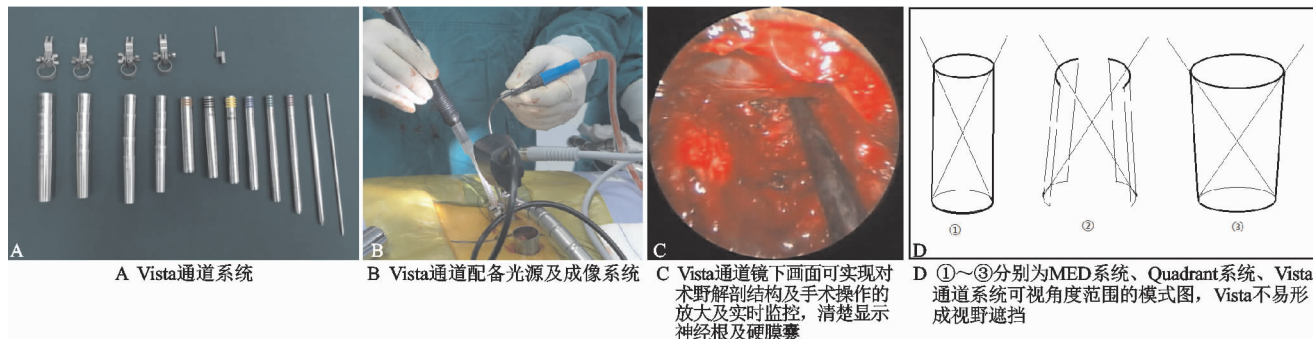 A
B
C
①
②
③
D
A Vista通道系统
B Vista通道配备光源及成像系统
C Vista通道镜下画面可实现对
术野解剖结构及手术操作的
放大及实时监控，清楚显示
神经根及硬膜囊
D ①～③分别为MED系统、Quadrant系统、Vista
通道系统可视角度范围的模式图，Vista不易形
成视野遮挡